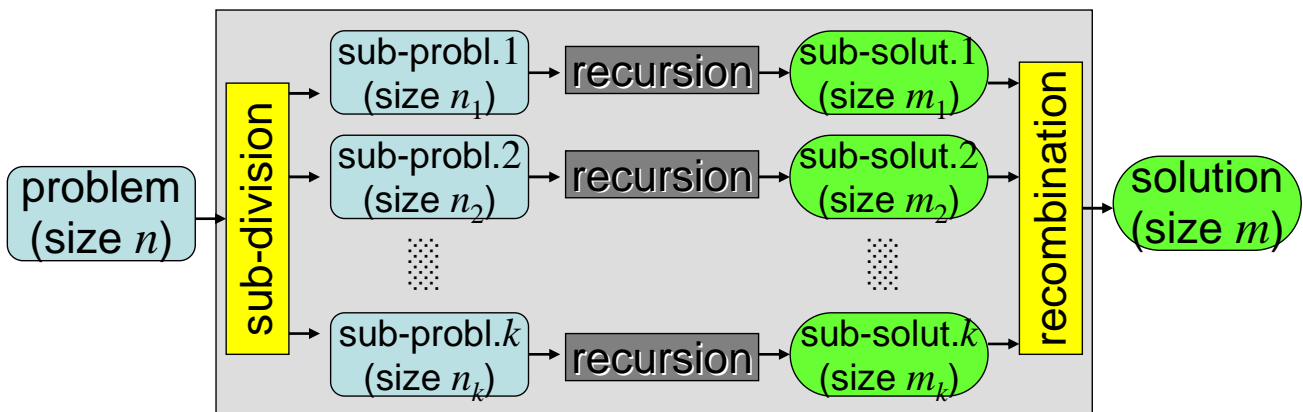 problem
(size n)
sub-division
sub-probl.1
(size n₁)
recursion
sub-solut.1
(size m₁)
sub-probl.2
(size n₂)
recursion
sub-solut.2
(size m₂)
sub-probl.k
(size nₖ)
recursion
sub-solut.k
(size mₖ)
recombination
solution
(size m)